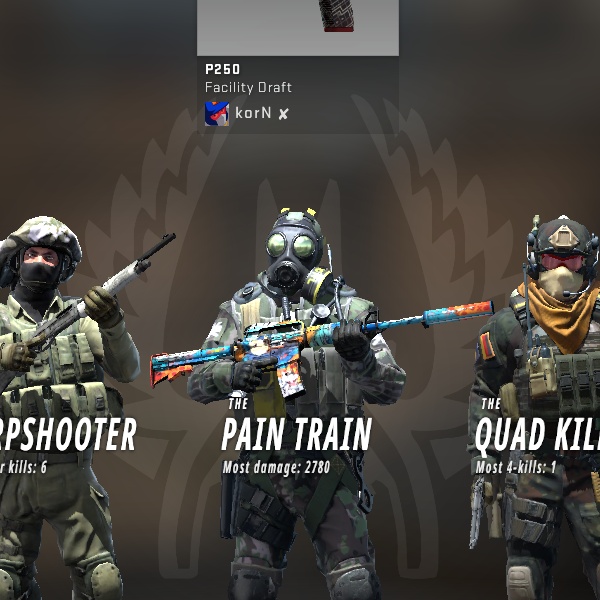 P250
Facility Draft
korN ✘
THE
PAIN TRAIN
Most damage: 2780
RPSHOOTER
r kills: 6
THE
QUAD KIL
Most 4-kills: 1